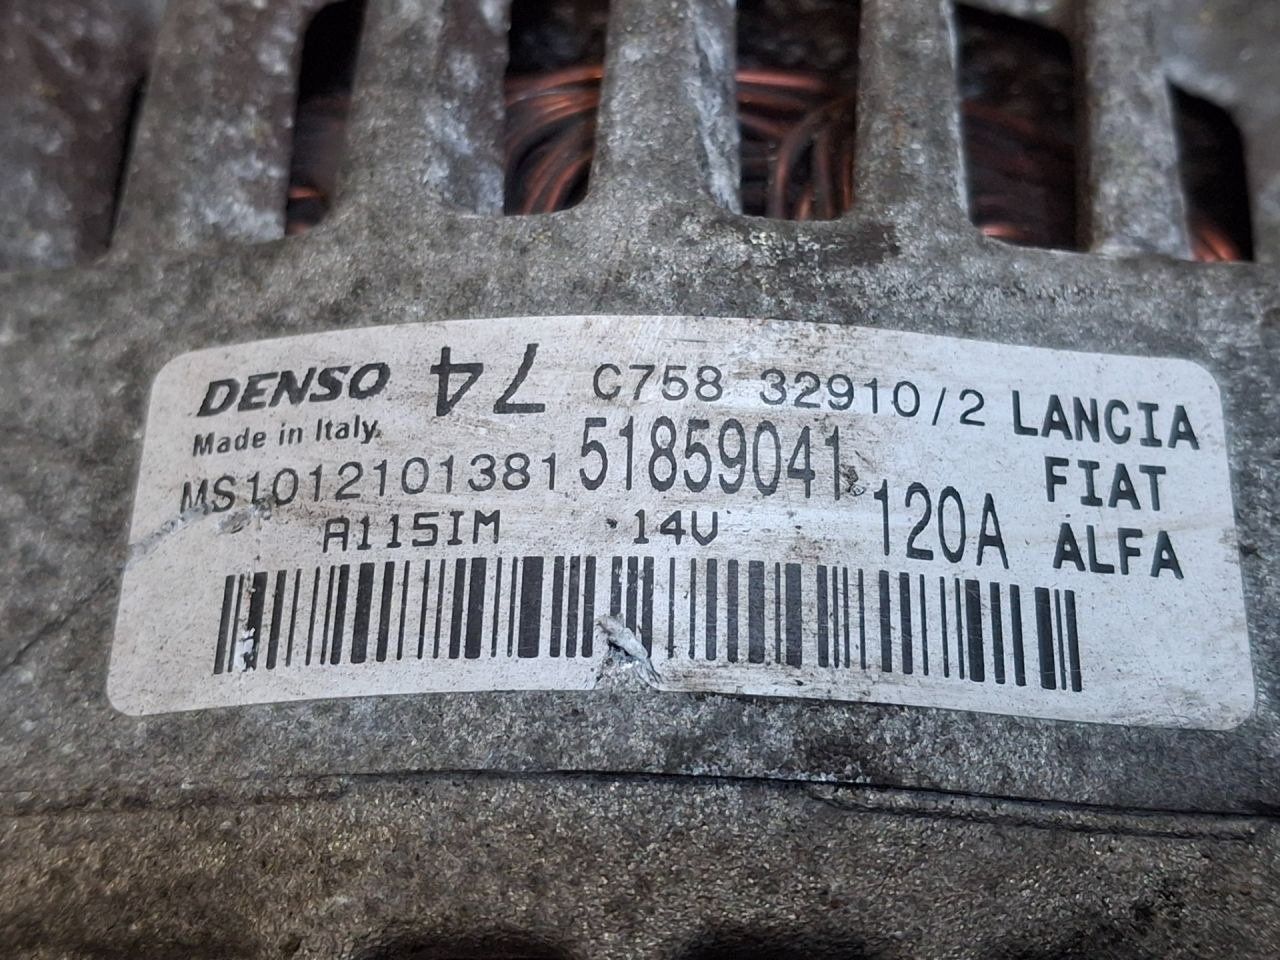 DENSO 74 C758 32910/2 LANCIA
Made in Italy. 51859041 FIAT
MS1012101381 120A ALFA
A115IM 14V